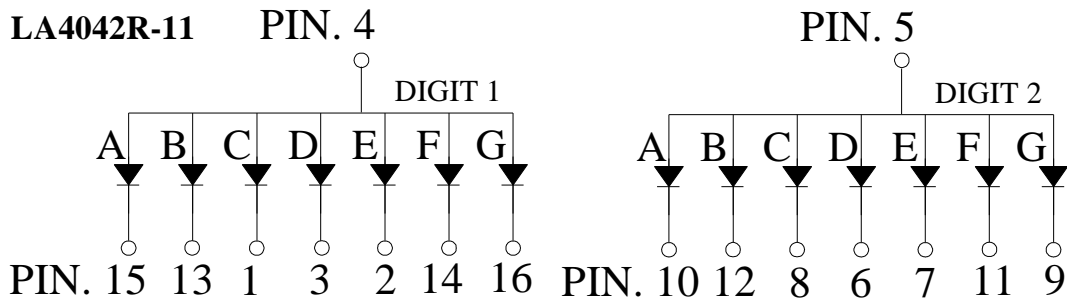 LA4042R-11
PIN. 4
DIGIT 1
A B C D E F G
PIN. 15 13 1 3 2 14 16
PIN. 5
DIGIT 2
A B C D E F G
PIN. 10 12 8 6 7 11 9